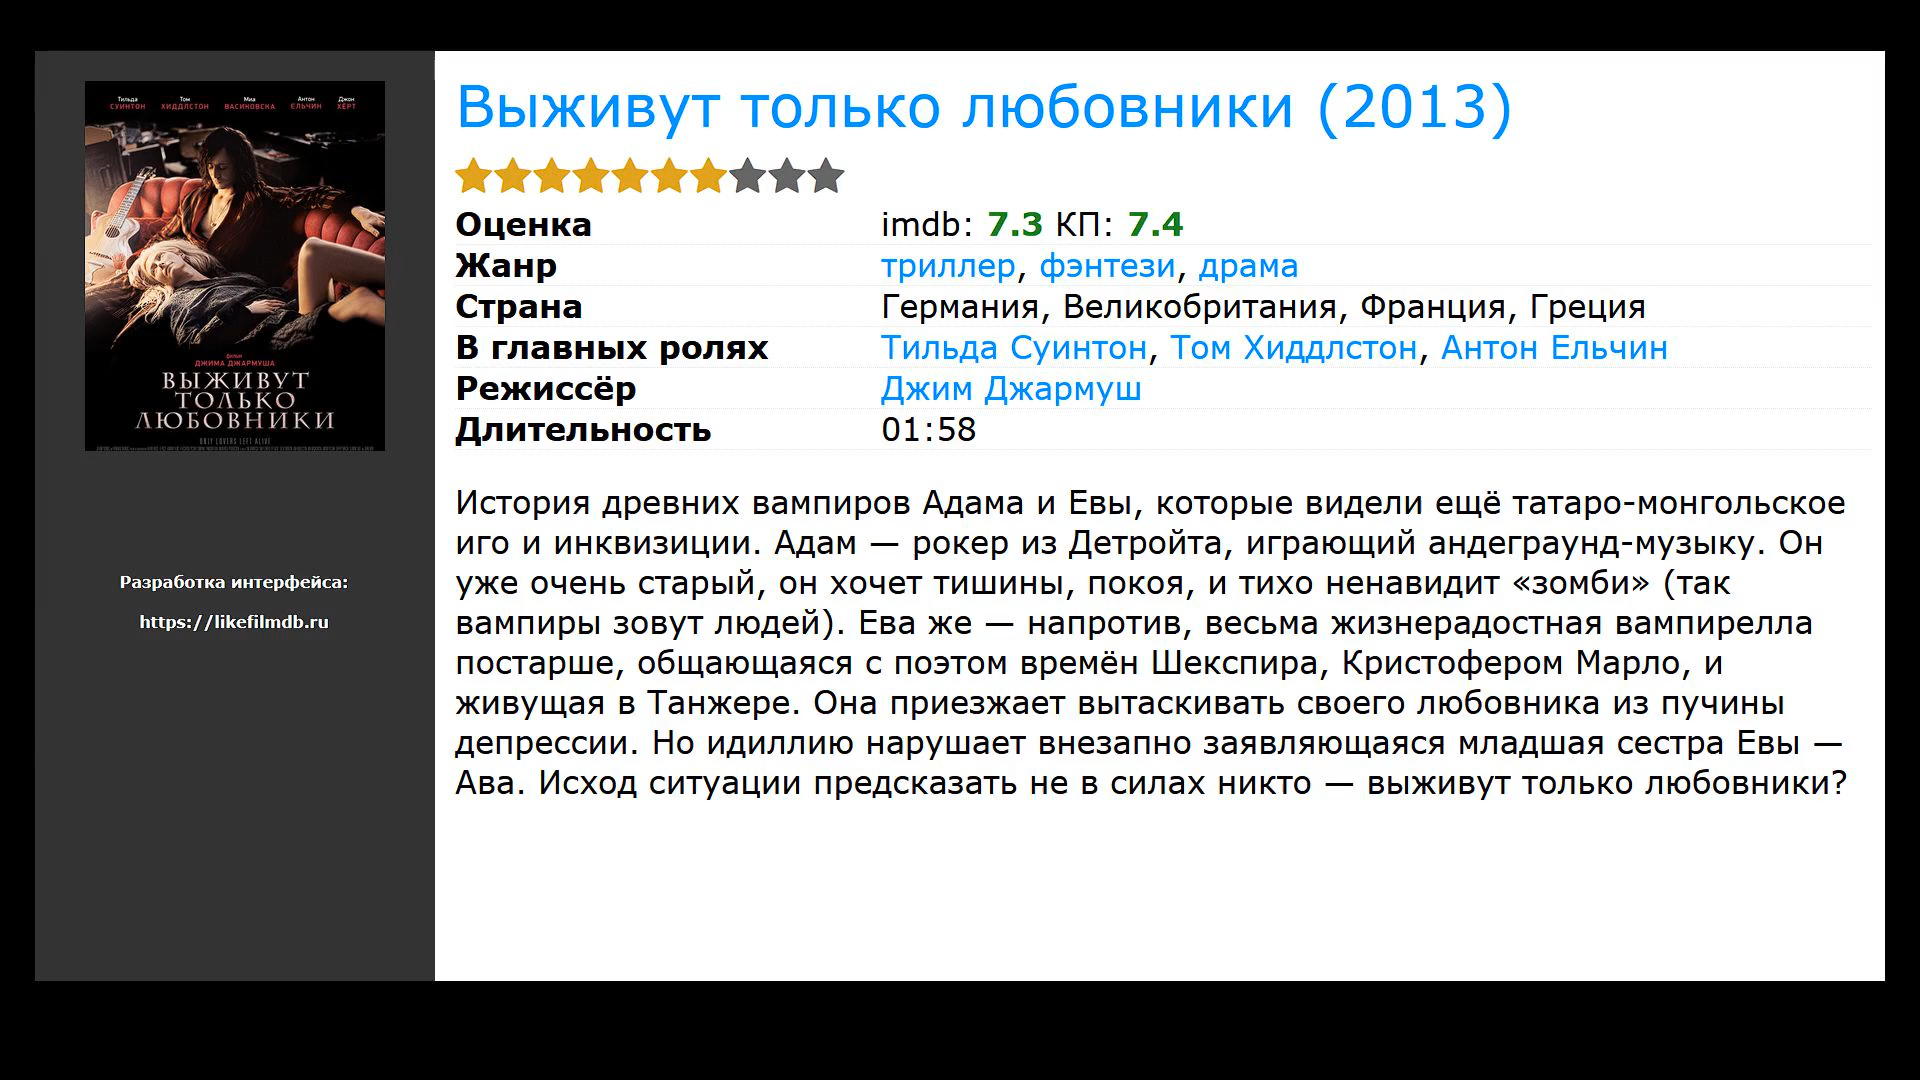 Тильда Том Миа Антон Джон
СУИНТОН ХИДДЛСТОН ВАСИКОВСКА ЕЛЬЧИН ХЁРТ
фильм
ДЖИМА ДЖАРМУША
ВЫЖИВУТ
ТОЛЬКО
ЛЮБОВНИКИ
ONLY LOVERS LEFT ALIVE
Разработка интерфейса:
https://likefilmdb.ru
Выживут только любовники (2013)
Оценка imdb: 7.3 КП: 7.4
Жанр триллер, фэнтези, драма
Страна Германия, Великобритания, Франция, Греция
В главных ролях Тильда Суинтон, Том Хиддлстон, Антон Ельчин
Режиссёр Джим Джармуш
Длительность 01:58
История древних вампиров Адама и Евы, которые видели ещё татаро-монгольское
иго и инквизиции. Адам — рокер из Детройта, играющий андеграунд-музыку. Он
уже очень старый, он хочет тишины, покоя, и тихо ненавидит «зомби» (так
вампиры зовут людей). Ева же — напротив, весьма жизнерадостная вампирелла
постарше, общающаяся с поэтом времён Шекспира, Кристофером Марло, и
живущая в Танжере. Она приезжает вытаскивать своего любовника из пучины
депрессии. Но идиллию нарушает внезапно заявляющаяся младшая сестра Евы —
Ава. Исход ситуации предсказать не в силах никто — выживут только любовники?